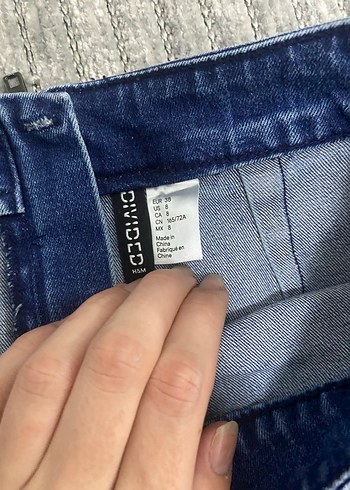 DIVIDED
H&M
EUR 38
US 8
CA 8
CN 165/72A
MX 8
Made in
China
Fabriqué en
Chine